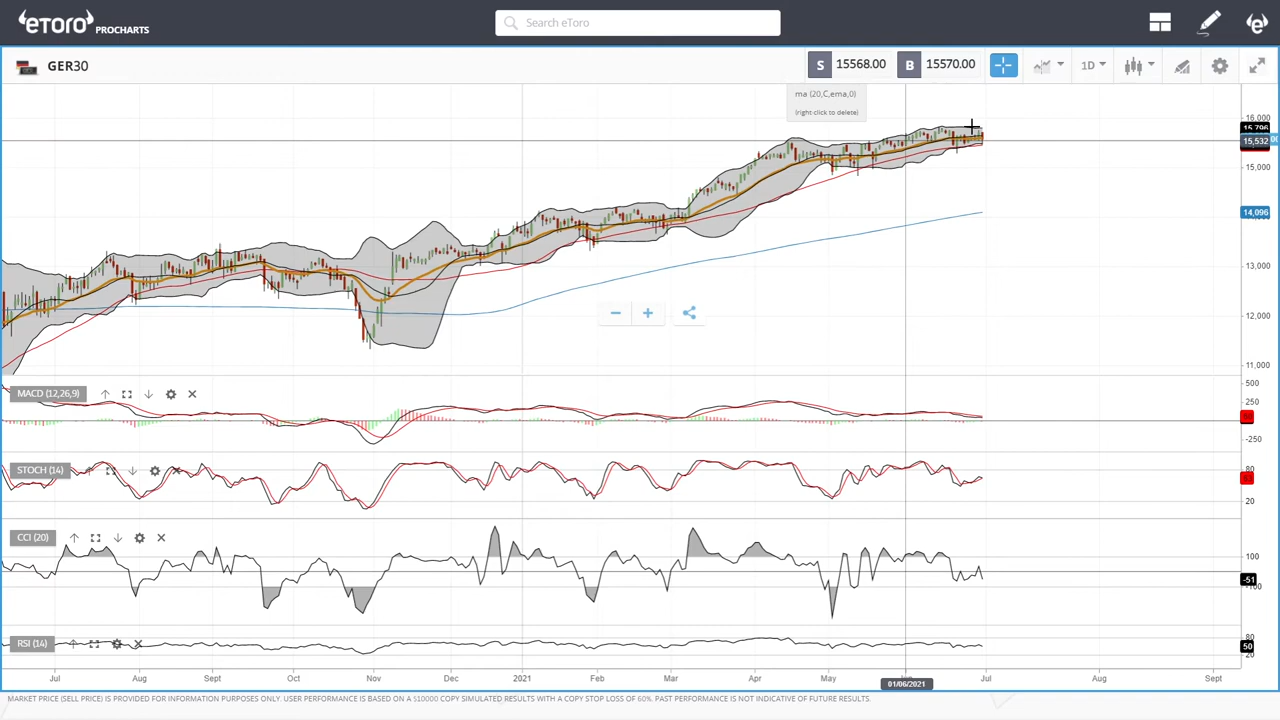 eToro PROCHARTS
Search eToro
GER30
S 15568.00 B 15570.00
1D
ma (20,C,ema,0)
(right click to delete)
16,000
15,796
15,532
15,000
14,096
13,000
12,000
11,000
MACD (12,26,9)
500
250
-250
STOCH (14)
80
20
CCI (20)
100
-51
-100
RSI (14)
80
50
20
Jul Aug Sept Oct Nov Dec 2021 Feb Mar Apr May Jul Aug Sept
01/06/2021
MARKET PRICE (SELL PRICE) IS PROVIDED FOR INFORMATION PURPOSES ONLY. USER PERFORMANCE IS BASED ON A $10000 COPY SIMULATED RESULTS WITH A COPY STOP LOSS OF 60%. PAST PERFORMANCE IS NOT INDICATIVE OF FUTURE RESULTS.